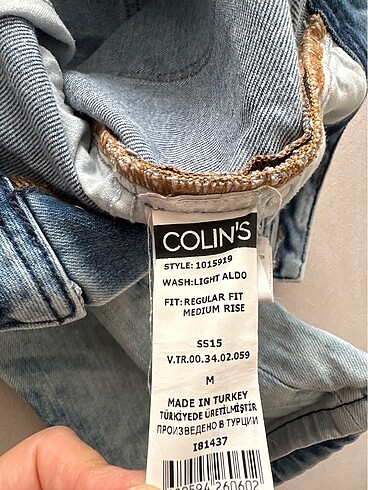 COLIN'S
STYLE: 1015919
WASH:LIGHT ALDO
FIT:REGULAR FIT
MEDIUM RISE
SS15
V.TR.00.34.02.059
M
MADE IN TURKEY
TÜRKİYEDE ÜRETİLMİŞTİR
ПРОИЗВЕДЕНО В ТУРЦИИ
I81437
260602